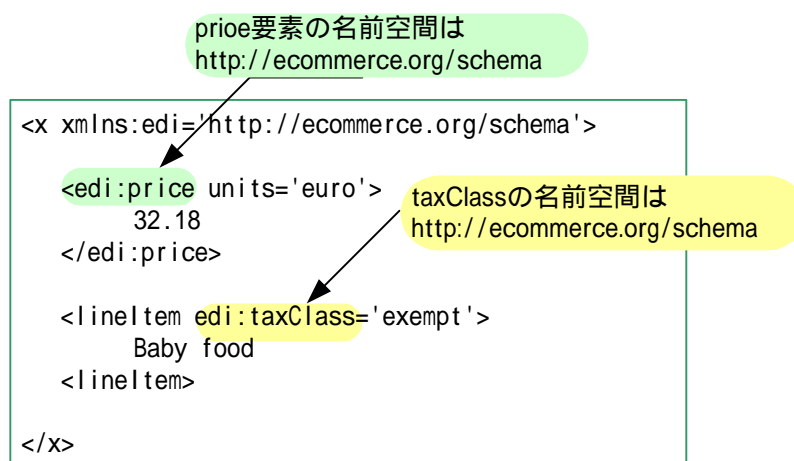 prioe要素の名前空間は
http://ecommerce.org/schema
<x xmlns:edi='http://ecommerce.org/schema'>
<edi:price units='euro'>
taxClassの名前空間は
http://ecommerce.org/schema
32.18
</edi:price>
<lineItem edi:taxClass='exempt'>
Baby food
<lineItem>
</x>